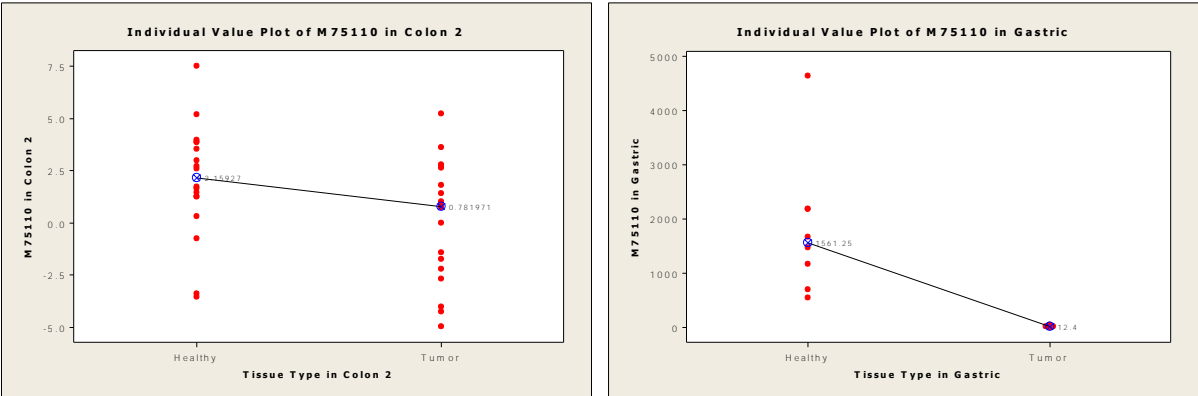 Individual Value Plot of M75110 in Colon 2
M75110 in Colon 2
7.5
5.0
2.5
0.0
-2.5
-5.0
2.15927
0.781971
Healthy
Tumor
Tissue Type in Colon 2
Individual Value Plot of M75110 in Gastric
M75110 in Gastric
5000
4000
3000
2000
1000
0
1561.25
12.4
Healthy
Tumor
Tissue Type in Gastric